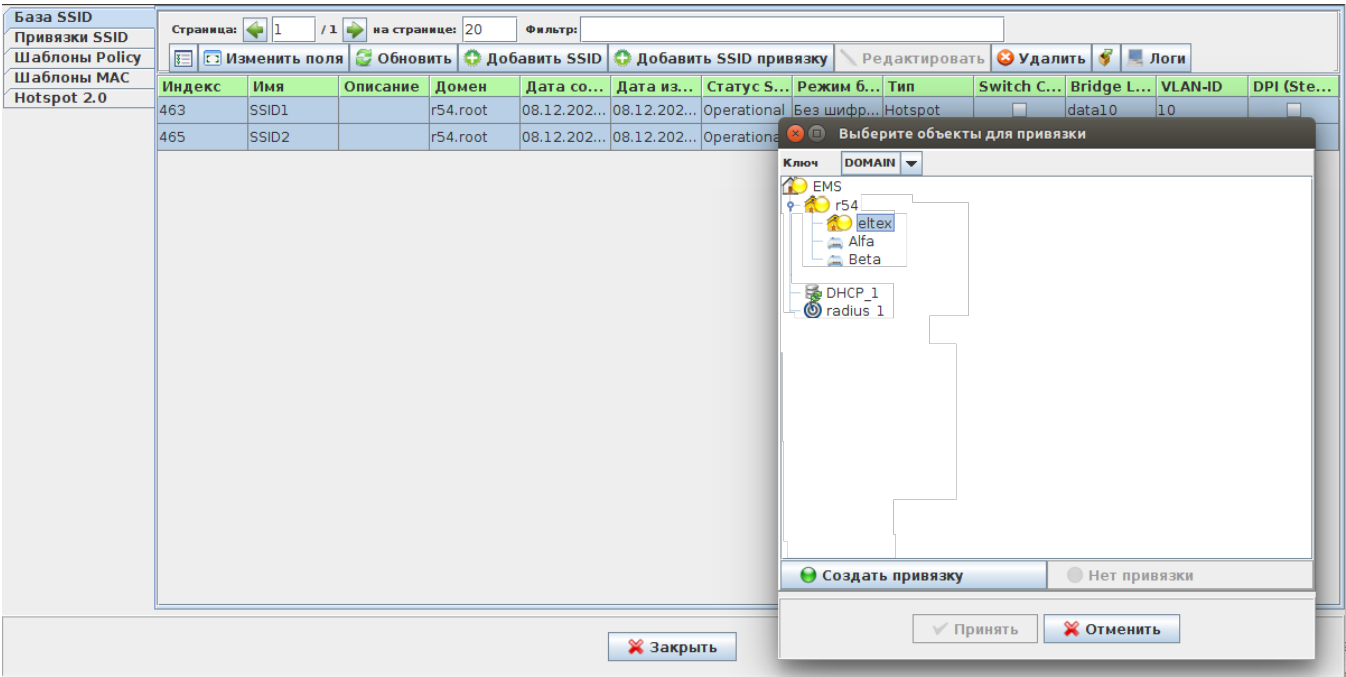 База SSID
Привязки SSID
Шаблоны Policy
Шаблоны MAC
Hotspot 2.0
Страница: 1 / 1 на странице: 20 Фильтр:
Изменить поля Обновить Добавить SSID Добавить SSID привязку Редактировать Удалить Логи
Индекс Имя Описание Домен Дата со... Дата из... Статус S... Режим б... Тип Switch C... Bridge L... VLAN-ID DPI (Ste...
463 SSID1 r54.root 08.12.202... 08.12.202... Operational Без шифр... Hotspot data10 10
465 SSID2 r54.root 08.12.202... 08.12.202... Operationa
Выберите объекты для привязки
Ключ DOMAIN
EMS
r54
eltex
Alfa
Beta
DHCP_1
radius_1
Создать привязку Нет привязки
Принять Отменить
Закрыть